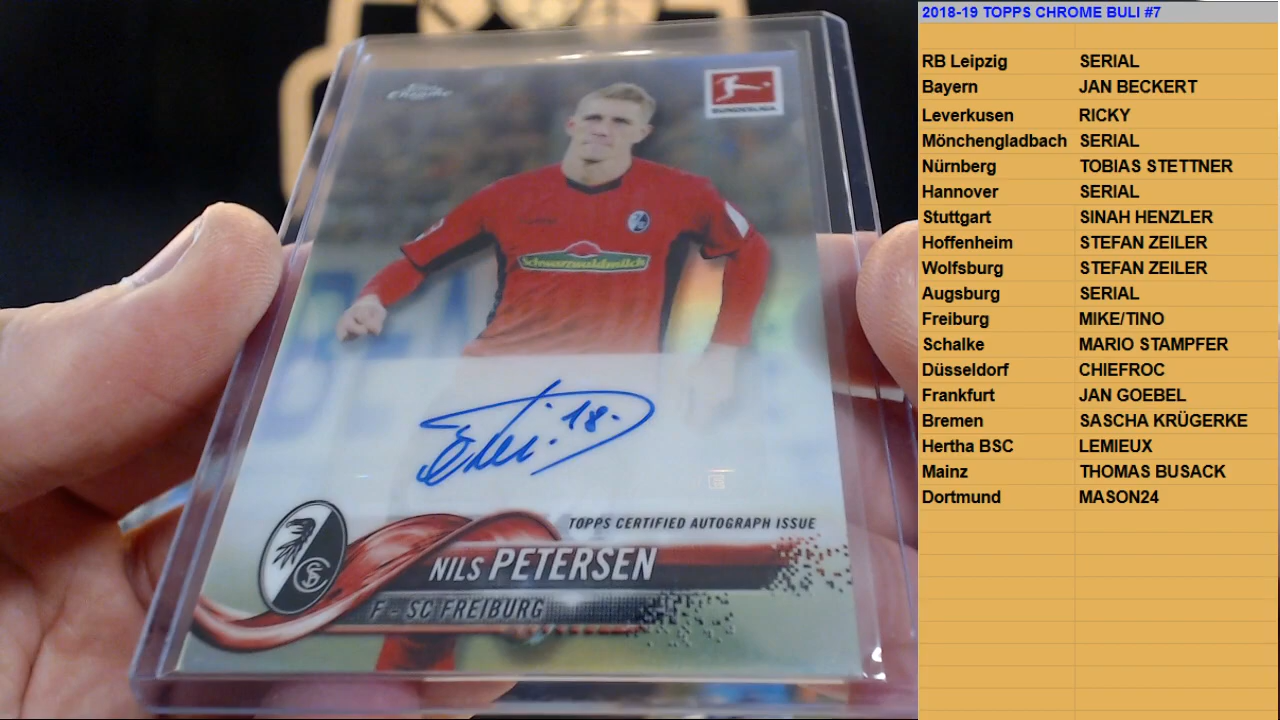 Topps
Chrome
BUNDESLIGA
Schwarzwaldmilch
18.
TOPPS CERTIFIED AUTOGRAPH ISSUE
NILS PETERSEN
F - SC FREIBURG
2018-19 TOPPS CHROME BULI #7
RB Leipzig SERIAL
Bayern JAN BECKERT
Leverkusen RICKY
Mönchengladbach SERIAL
Nürnberg TOBIAS STETTNER
Hannover SERIAL
Stuttgart SINAH HENZLER
Hoffenheim STEFAN ZEILER
Wolfsburg STEFAN ZEILER
Augsburg SERIAL
Freiburg MIKE/TINO
Schalke MARIO STAMPFER
Düsseldorf CHIEFROC
Frankfurt JAN GOEBEL
Bremen SASCHA KRÜGERKE
Hertha BSC LEMIEUX
Mainz THOMAS BUSACK
Dortmund MASON24